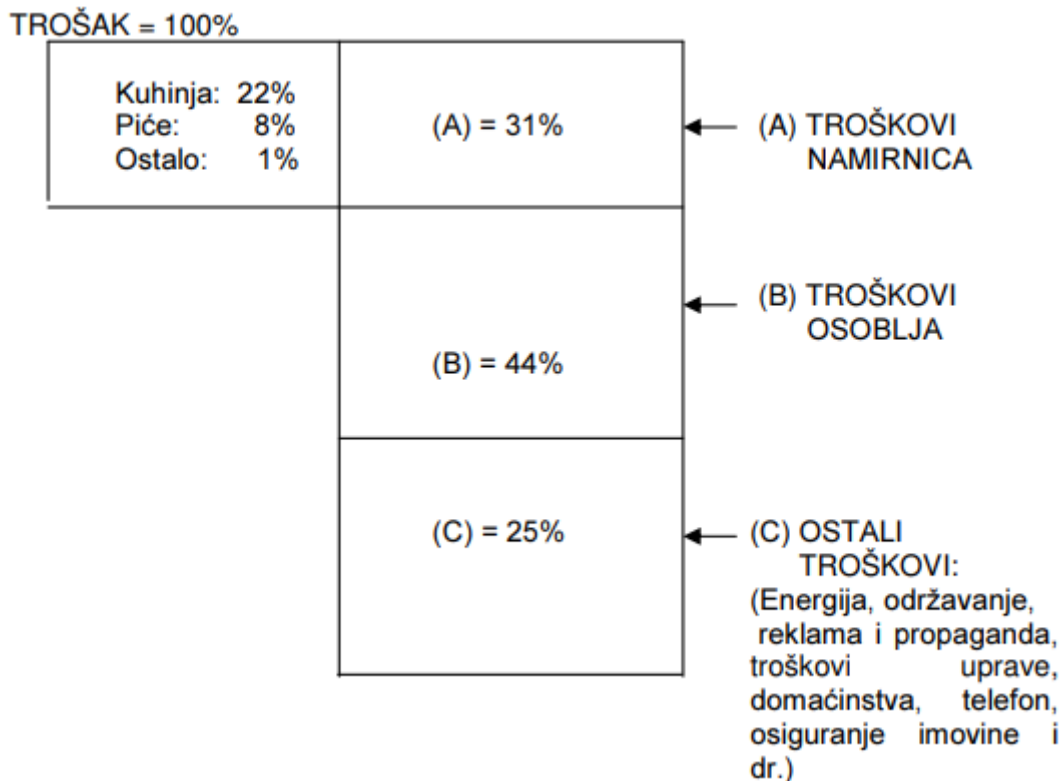 TROŠAK = 100%
Kuhinja: 22%
Piće: 8%
Ostalo: 1%
(A) = 31%
(A) TROŠKOVI
NAMIRNICA
(B) TROŠKOVI
OSOBLJA
(B) = 44%
(C) = 25%
(C) OSTALI
TROŠKOVI:
(Energija, održavanje,
reklama i propaganda,
troškovi uprave,
domaćinstva, telefon,
osiguranje imovine i
dr.)